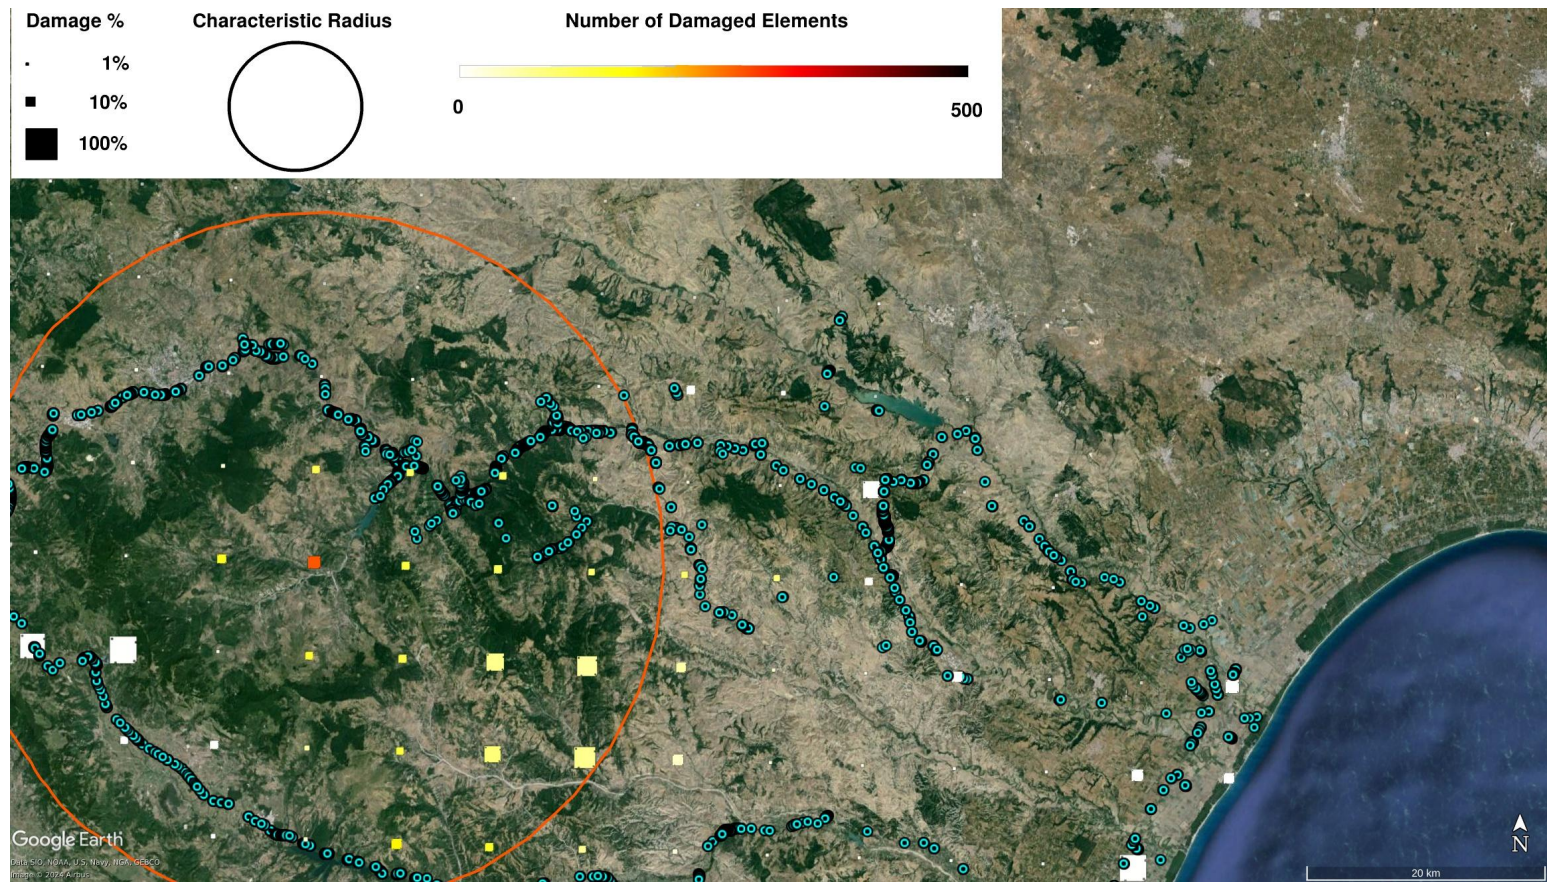 Damage %
Characteristic Radius
Number of Damaged Elements
1%
10%
100%
0
500
Google Earth
Data SIO, NOAA, U.S. Navy, NGA, GEBCO
Image © 2024 Airbus
N
20 km